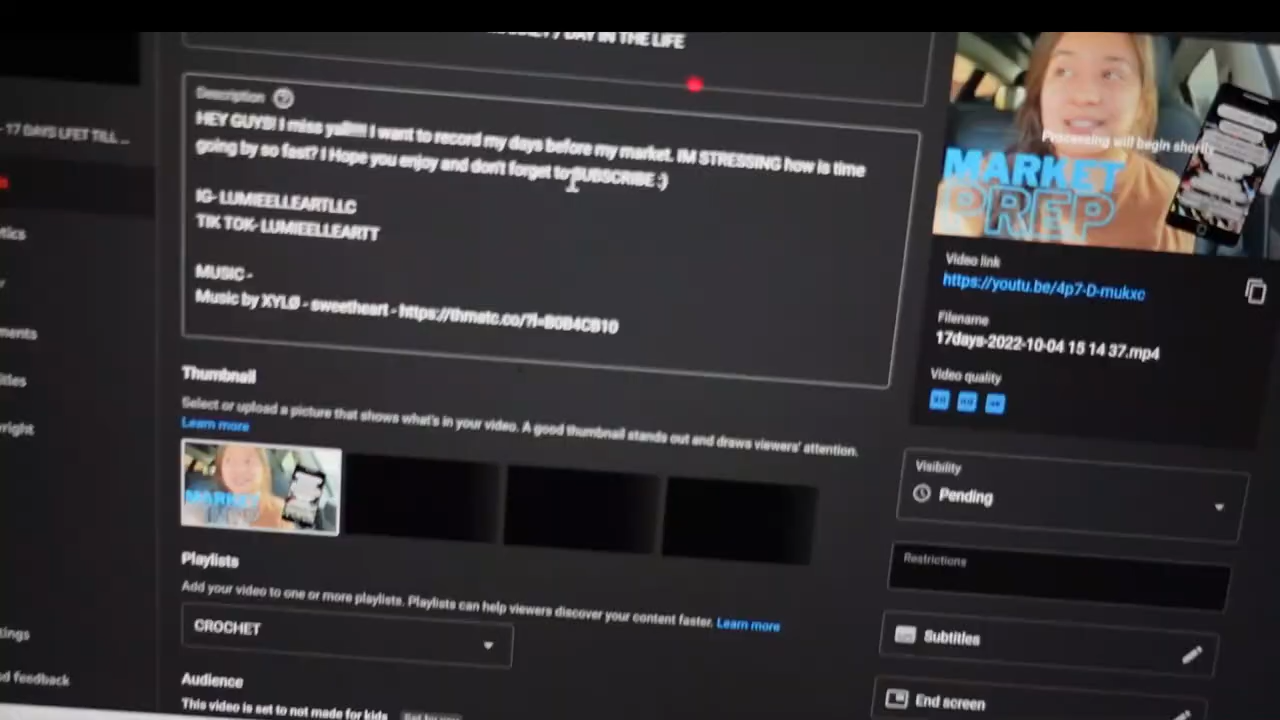 DAY IN THE LIFE
Description
HEY GUYS! I miss yall!!!! I want to record my days before my market. IM STRESSING how is time
going by so fast? I Hope you enjoy and don't forget to SUBSCRIBE :)
IG- LUMIEELLEARTLLC
TIK TOK- LUMIEELLEARTT
MUSIC -
Music by XYLØ - sweetheart - https://thmatc.co/?l=B0B4CB10
Thumbnail
Select or upload a picture that shows what's in your video. A good thumbnail stands out and draws viewers' attention.
Learn more
MARKET
Playlists
Add your video to one or more playlists. Playlists can help viewers discover your content faster. Learn more
CROCHET
Audience
This video is set to not made for kids
- 17 DAYS LFET TILL ...
feedback
Processing will begin shortly
MARKET
PREP
Video link
https://youtu.be/4p7-D-mukxc
Filename
17days-2022-10-04 15 14 37.mp4
Video quality
Visibility
Pending
Restrictions
Subtitles
End screen